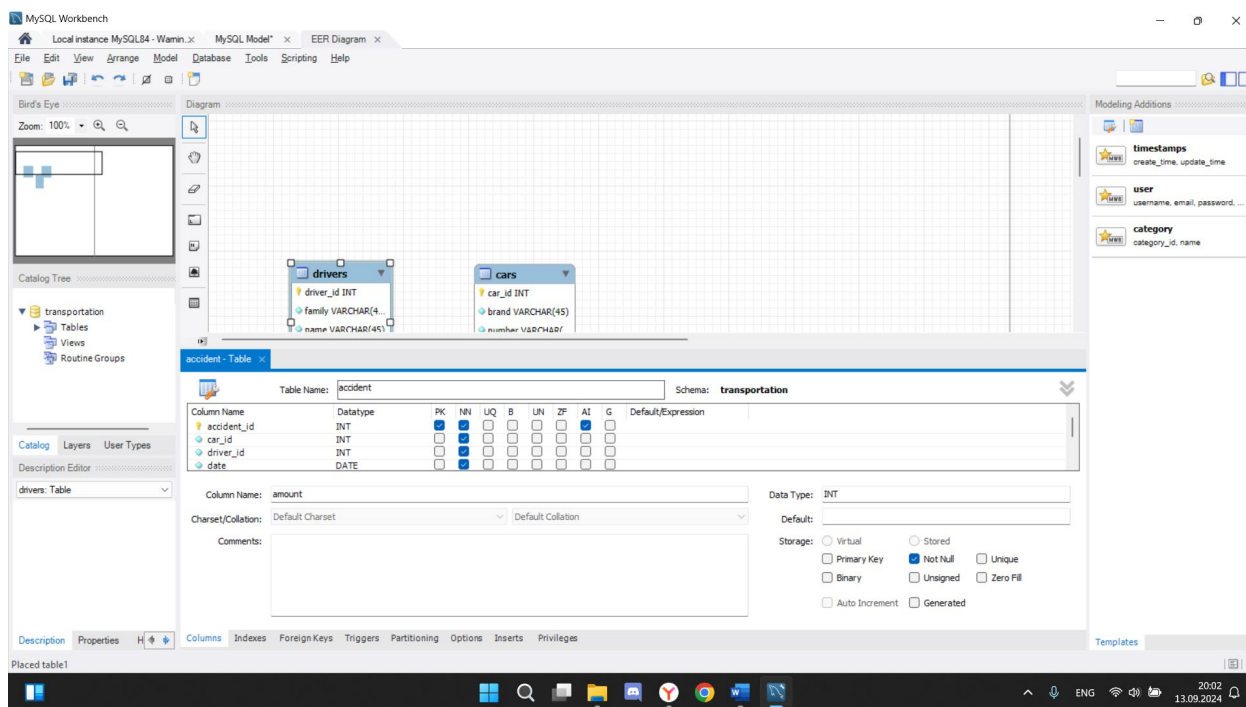 MySQL Workbench
Local instance MySQL84 - Warnin... × MySQL Model* × EER Diagram ×
File Edit View Arrange Model Database Tools Scripting Help
Bird's Eye
Diagram
Modeling Additions
Zoom: 100%
timestamps
create_time, update_time
user
username, email, password, ...
category
category_id, name
Catalog Tree
transportation
Tables
Views
Routine Groups
drivers
driver_id INT
family VARCHAR(4...
name VARCHAR(45)
cars
car_id INT
brand VARCHAR(45)
number VARCHAR(
accident - Table ×
Table Name: accident Schema: transportation
Column Name Datatype PK NN UQ B UN ZF AI G Default/Expression
accident_id INT
car_id INT
driver_id INT
date DATE
Catalog Layers User Types
Description Editor
drivers: Table
Column Name: amount Data Type: INT
Charset/Collation: Default Charset Default Collation Default:
Comments: Storage: Virtual Stored
Primary Key Not Null Unique
Binary Unsigned Zero Fill
Auto Increment Generated
Columns Indexes Foreign Keys Triggers Partitioning Options Inserts Privileges
Description Properties H
Templates
Placed table1
ENG 20:02
13.09.2024